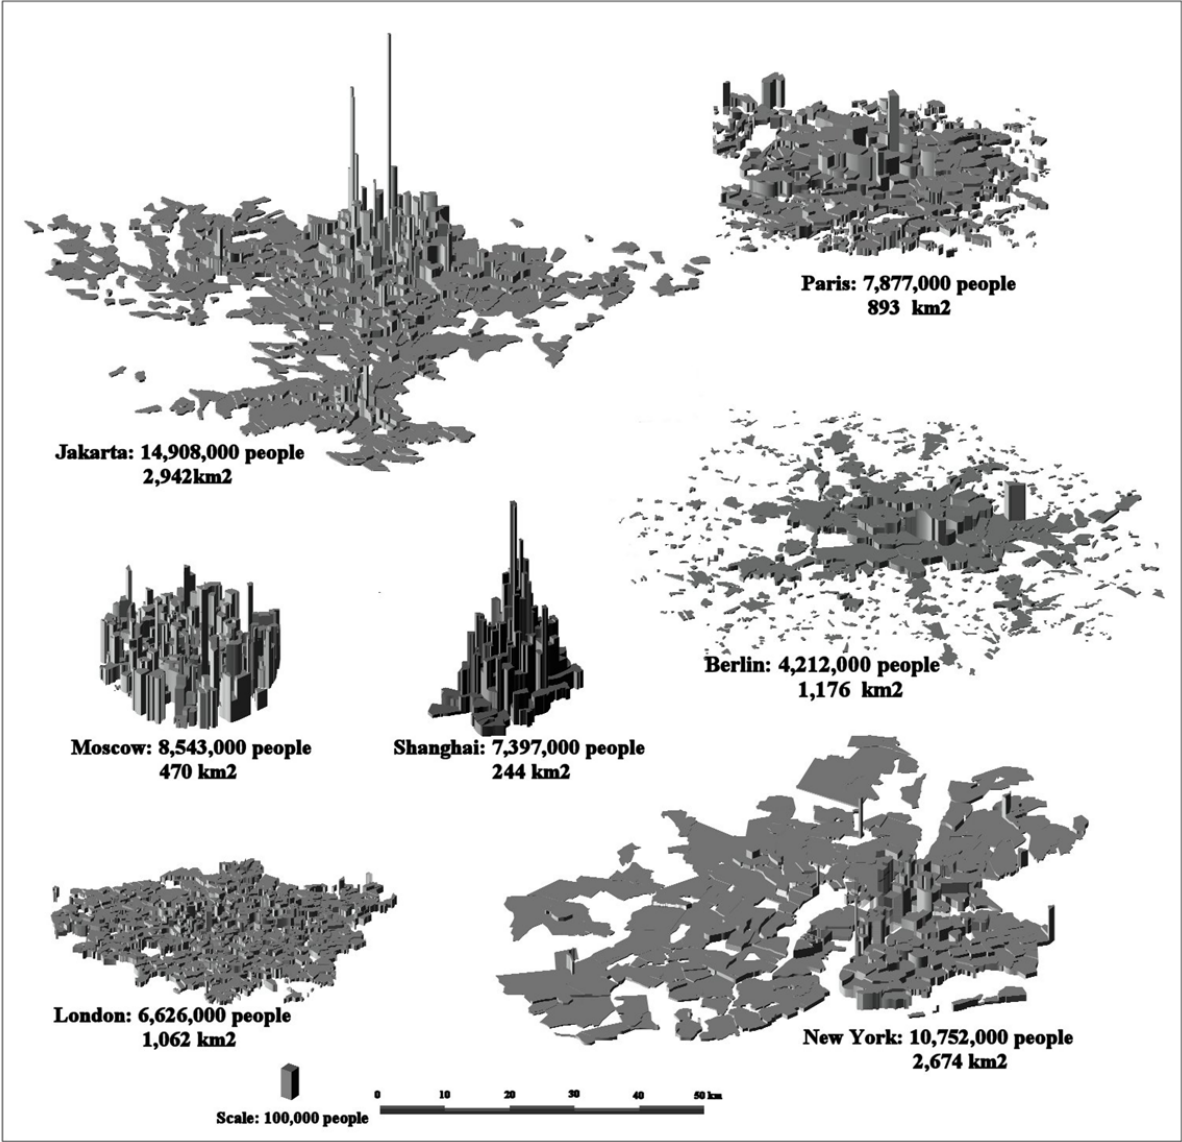 Paris: 7,877,000 people
893 km2
Jakarta: 14,908,000 people
2,942km2
Berlin: 4,212,000 people
1,176 km2
Moscow: 8,543,000 people
470 km2
Shanghai: 7,397,000 people
244 km2
London: 6,626,000 people
1,062 km2
New York: 10,752,000 people
2,674 km2
0 10 20 30 40 50 km
Scale: 100,000 people